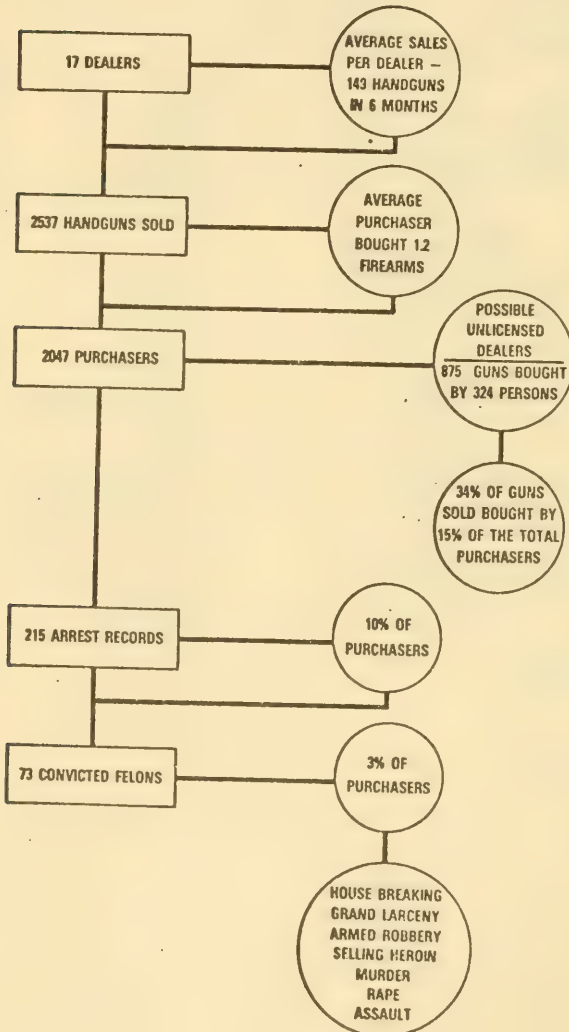 17 DEALERS
AVERAGE SALES
PER DEALER —
143 HANDGUNS
IN 6 MONTHS
2537 HANDGUNS SOLD
AVERAGE
PURCHASER
BOUGHT 1.2
FIREARMS
2047 PURCHASERS
POSSIBLE
UNLICENSED
DEALERS
875 GUNS BOUGHT
BY 324 PERSONS
34% OF GUNS
SOLD BOUGHT BY
15% OF THE TOTAL
PURCHASERS
215 ARREST RECORDS
10% OF
PURCHASERS
73 CONVICTED FELONS
3% OF
PURCHASERS
HOUSE BREAKING
GRAND LARCENY
ARMED ROBBERY
SELLING HEROIN
MURDER
RAPE
ASSAULT